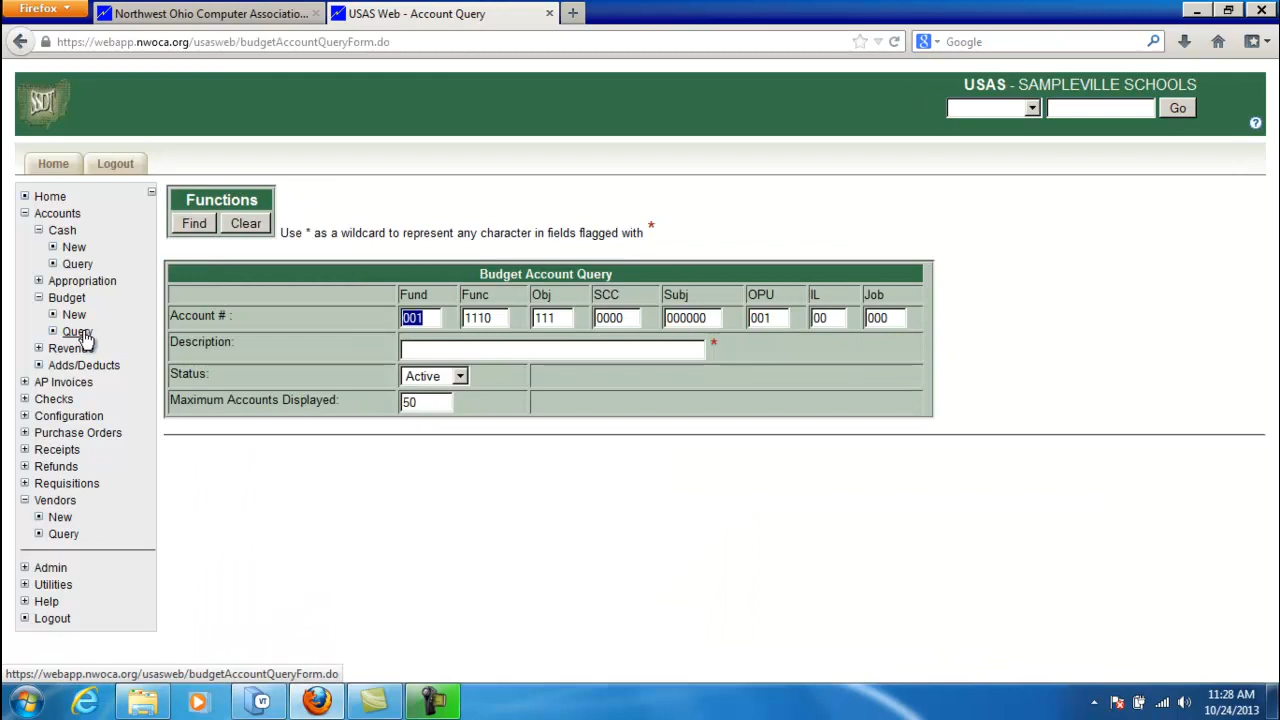 Firefox
Northwest Ohio Computer Associatio...
USAS Web - Account Query
https://webapp.nwoca.org/usasweb/budgetAccountQueryForm.do
Google
SSDT
USAS - SAMPLEVILLE SCHOOLS
Go
Home
Logout
Home
Accounts
Cash
New
Query
Appropriation
Budget
New
Query
Revenu
Adds/Deducts
AP Invoices
Checks
Configuration
Purchase Orders
Receipts
Refunds
Requisitions
Vendors
New
Query
Admin
Utilities
Help
Logout
Functions
Find Clear
Use * as a wildcard to represent any character in fields flagged with *
Budget Account Query
Fund Func Obj SCC Subj OPU IL Job
Account # : 001 1110 111 0000 000000 001 00 000
Description: *
Status: Active
Maximum Accounts Displayed: 50
https://webapp.nwoca.org/usasweb/budgetAccountQueryForm.do
11:28 AM
10/24/2013